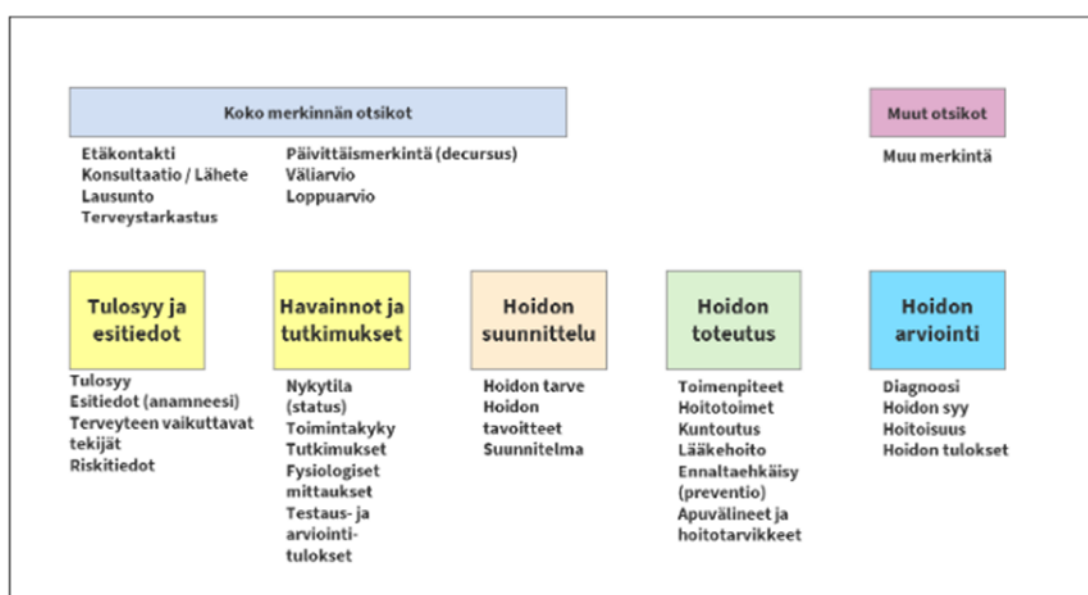 Koko merkinnän otsikot
Etäkontakti
Konsultaatio / Lähete
Lausunto
Terveystarkastus
Päivittäismerkintä (decursus)
Väliarvio
Loppuarvio
Muut otsikot
Muu merkintä
Tulosyy ja
esitiedot
Tulosyy
Esitiedot (anamneesi)
Terveyteen vaikuttavat
tekijät
Riskitiedot
Havainnot ja
tutkimukset
Nykytila
(status)
Toimintakyky
Tutkimukset
Fysiologiset
mittaukset
Testaus- ja
arviointi-
tulokset
Hoidon
suunnittelu
Hoidon tarve
Hoidon
tavoitteet
Suunnitelma
Hoidon
toteutus
Toimenpiteet
Hoitotoimet
Kuntoutus
Lääkehoito
Ennaltaehkäisy
(preventio)
Apuvälineet ja
hoitotarvikkeet
Hoidon
arviointi
Diagnoosi
Hoidon syy
Hoitoisuus
Hoidon tulokset